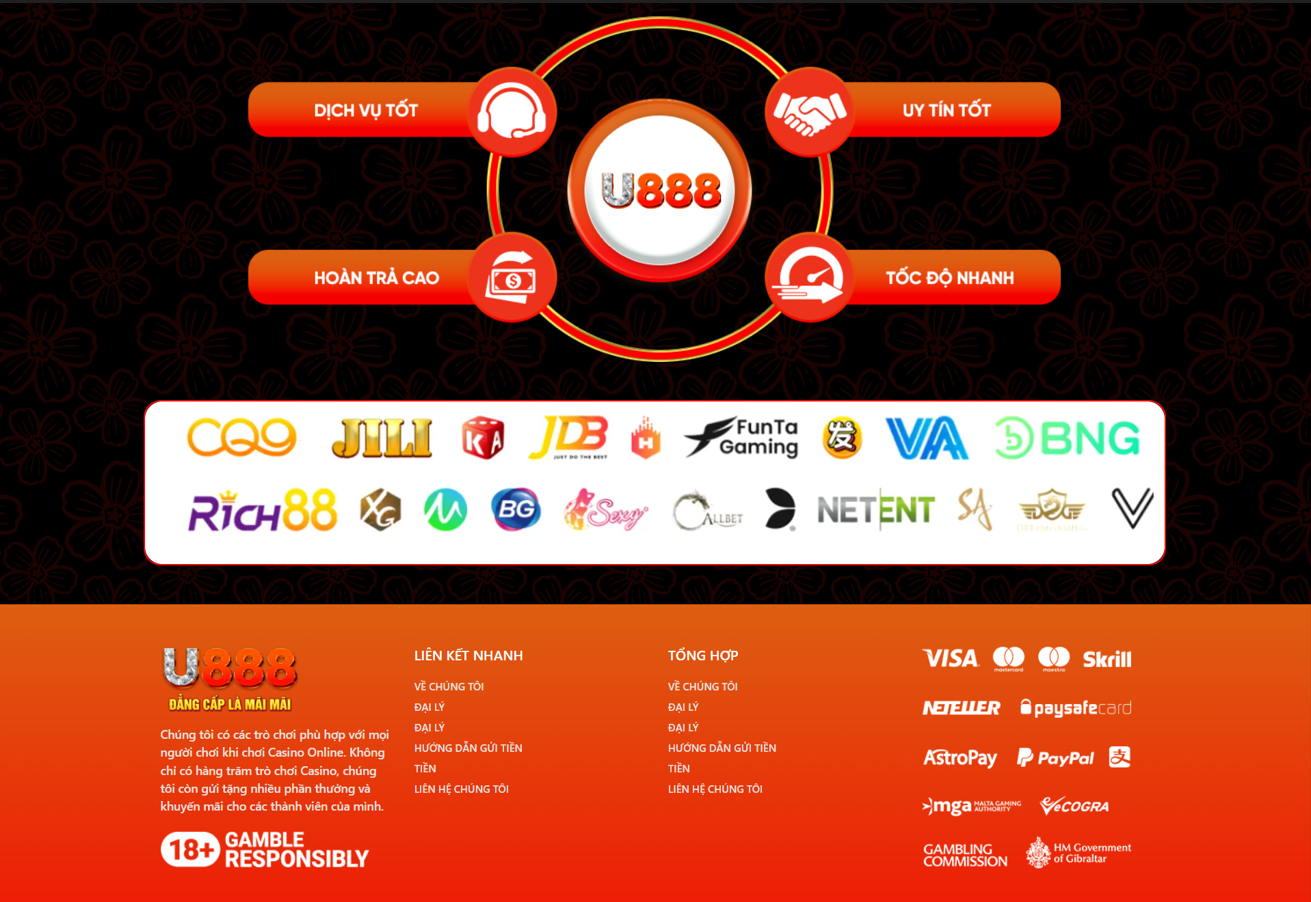 DỊCH VỤ TỐT
UY TÍN TỐT
U888
HOÀN TRẢ CAO
TỐC ĐỘ NHANH
CQ9
JILI
KA
JDB
JUST DO THE BEST
H
FunTa
Gaming
发
VA
BNG
RiCH88
XG
BG
Sexy
ALLBET
NETENT
SA
U888
ĐẲNG CẤP LÀ MÃI MÃI
Chúng tôi có các trò chơi phù hợp với mọi
người chơi khi chơi Casino Online. Không
chỉ có hàng trăm trò chơi Casino, chúng
tôi còn gửi tặng nhiều phần thưởng và
khuyến mãi cho các thành viên của mình.
18+ GAMBLE
RESPONSIBLY
LIÊN KẾT NHANH
VỀ CHÚNG TÔI
ĐẠI LÝ
ĐẠI LÝ
HƯỚNG DẪN GỬI TIỀN
TIỀN
LIÊN HỆ CHÚNG TÔI
TỔNG HỢP
VỀ CHÚNG TÔI
ĐẠI LÝ
ĐẠI LÝ
HƯỚNG DẪN GỬI TIỀN
TIỀN
LIÊN HỆ CHÚNG TÔI
VISA mastercard maestro Skrill
NETELLER paysafecard
AstroPay PayPal 支
mga MALTA GAMING
AUTHORITY
eCOGRA
GAMBLING
COMMISSION
HM Government
of Gibraltar